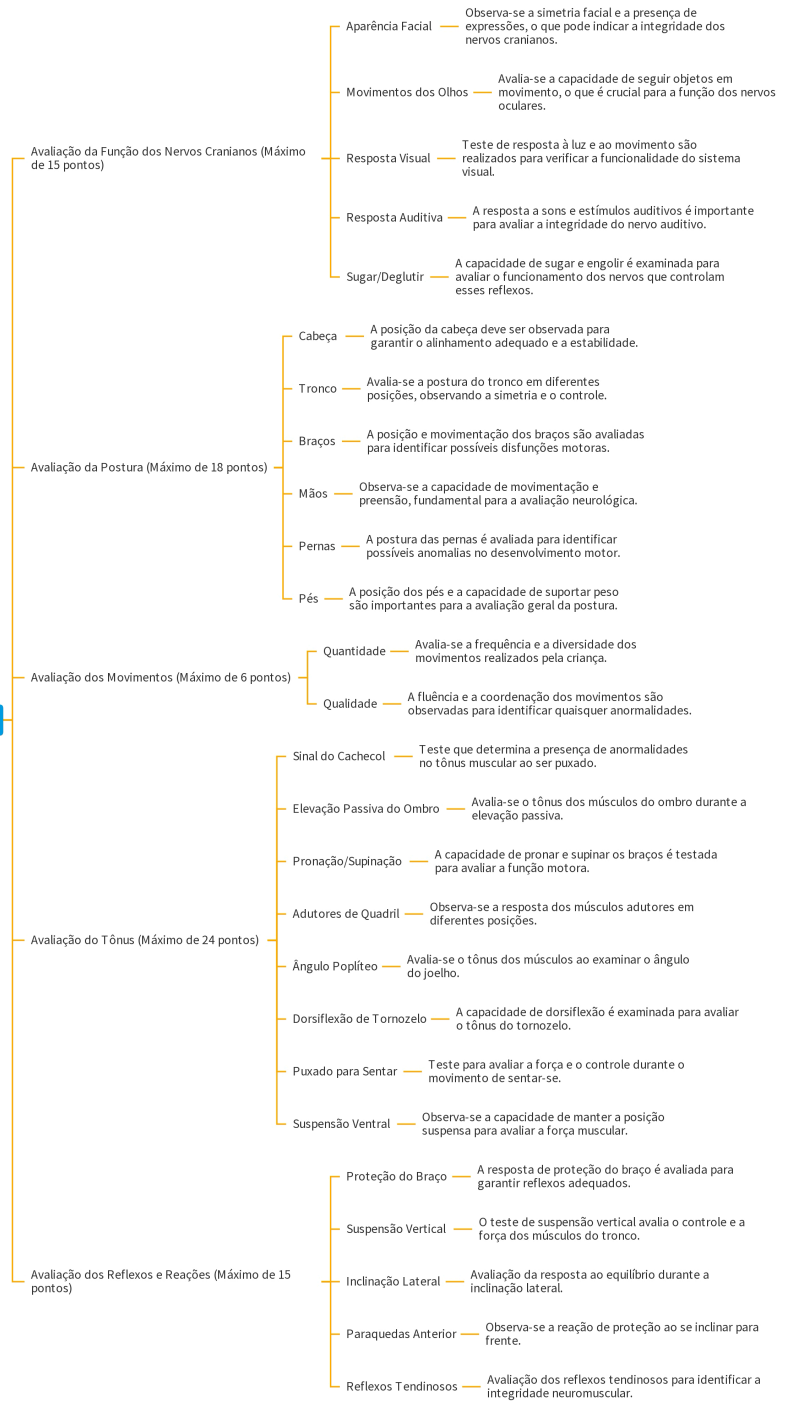 Avaliação da Função dos Nervos Cranianos (Máximo
de 15 pontos)
Aparência Facial
Observa-se a simetria facial e a presença de
expressões, o que pode indicar a integridade dos
nervos cranianos.
Movimentos dos Olhos
Avalia-se a capacidade de seguir objetos em
movimento, o que é crucial para a função dos nervos
oculares.
Resposta Visual
Teste de resposta à luz e ao movimento são
realizados para verificar a funcionalidade do sistema
visual.
Resposta Auditiva
A resposta a sons e estímulos auditivos é importante
para avaliar a integridade do nervo auditivo.
Sugar/Deglutir
A capacidade de sugar e engolir é examinada para
avaliar o funcionamento dos nervos que controlam
esses reflexos.
Avaliação da Postura (Máximo de 18 pontos)
Cabeça
A posição da cabeça deve ser observada para
garantir o alinhamento adequado e a estabilidade.
Tronco
Avalia-se a postura do tronco em diferentes
posições, observando a simetria e o controle.
Braços
A posição e movimentação dos braços são avaliadas
para identificar possíveis disfunções motoras.
Mãos
Observa-se a capacidade de movimentação e
preensão, fundamental para a avaliação neurológica.
Pernas
A postura das pernas é avaliada para identificar
possíveis anomalias no desenvolvimento motor.
Pés
A posição dos pés e a capacidade de suportar peso
são importantes para a avaliação geral da postura.
Avaliação dos Movimentos (Máximo de 6 pontos)
Quantidade
Avalia-se a frequência e a diversidade dos
movimentos realizados pela criança.
Qualidade
A fluência e a coordenação dos movimentos são
observadas para identificar quaisquer anormalidades.
Avaliação do Tônus (Máximo de 24 pontos)
Sinal do Cachecol
Teste que determina a presença de anormalidades
no tônus muscular ao ser puxado.
Elevação Passiva do Ombro
Avalia-se o tônus dos músculos do ombro durante a
elevação passiva.
Pronação/Supinação
A capacidade de pronar e supinar os braços é testada
para avaliar a função motora.
Adutores de Quadril
Observa-se a resposta dos músculos adutores em
diferentes posições.
Ângulo Poplíteo
Avalia-se o tônus dos músculos ao examinar o ângulo
do joelho.
Dorsiflexão de Tornozelo
A capacidade de dorsiflexão é examinada para avaliar
o tônus do tornozelo.
Puxado para Sentar
Teste para avaliar a força e o controle durante o
movimento de sentar-se.
Suspensão Ventral
Observa-se a capacidade de manter a posição
suspensa para avaliar a força muscular.
Avaliação dos Reflexos e Reações (Máximo de 15
pontos)
Proteção do Braço
A resposta de proteção do braço é avaliada para
garantir reflexos adequados.
Suspensão Vertical
O teste de suspensão vertical avalia o controle e a
força dos músculos do tronco.
Inclinação Lateral
Avaliação da resposta ao equilíbrio durante a
inclinação lateral.
Paraquedas Anterior
Observa-se a reação de proteção ao se inclinar para
frente.
Reflexos Tendinosos
Avaliação dos reflexos tendinosos para identificar a
integridade neuromuscular.